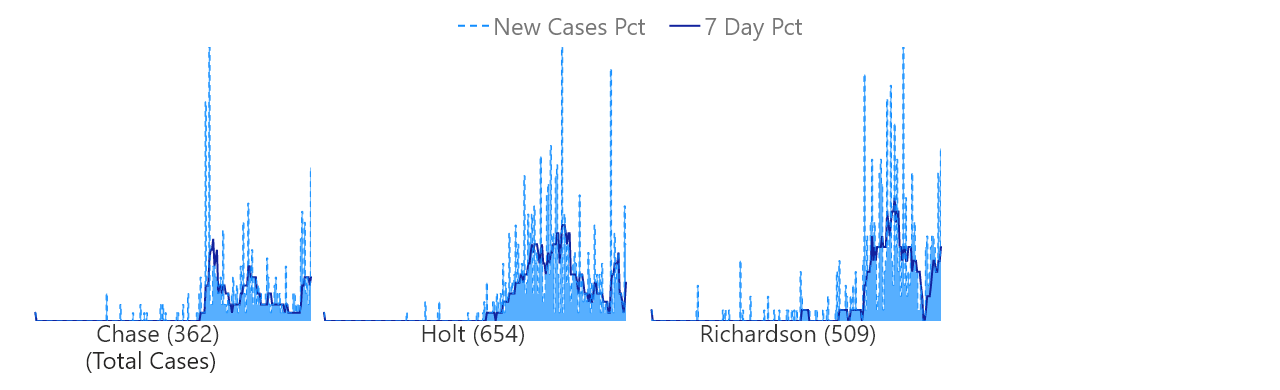 New Cases Pct 7 Day Pct
Chase (362) Holt (654) Richardson (509)
(Total Cases)